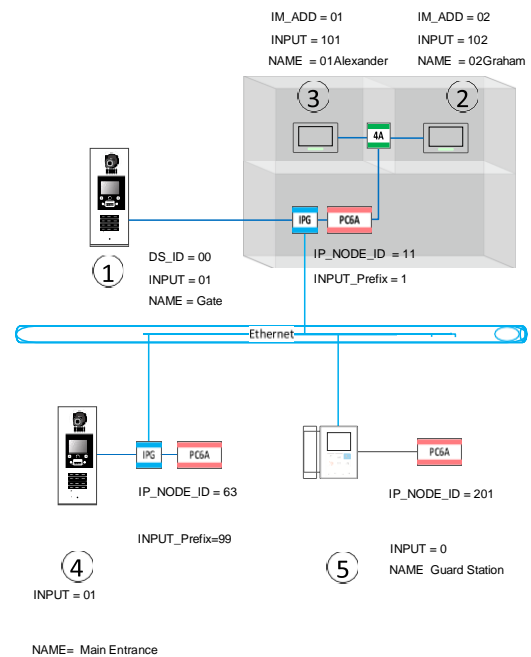 IM_ADD = 01
IM_ADD = 02
INPUT = 101
INPUT = 102
NAME = 01Alexander
NAME = 02Graham
3
2
4A
IPG
PC6A
1
DS_ID = 00
INPUT = 01
NAME = Gate
IP_NODE_ID = 11
INPUT_Prefix = 1
Ethernet
IPG
PC6A
PC6A
IP_NODE_ID = 63
IP_NODE_ID = 201
INPUT_Prefix=99
4
INPUT = 01
5
INPUT = 0
NAME Guard Station
NAME= Main Entrance